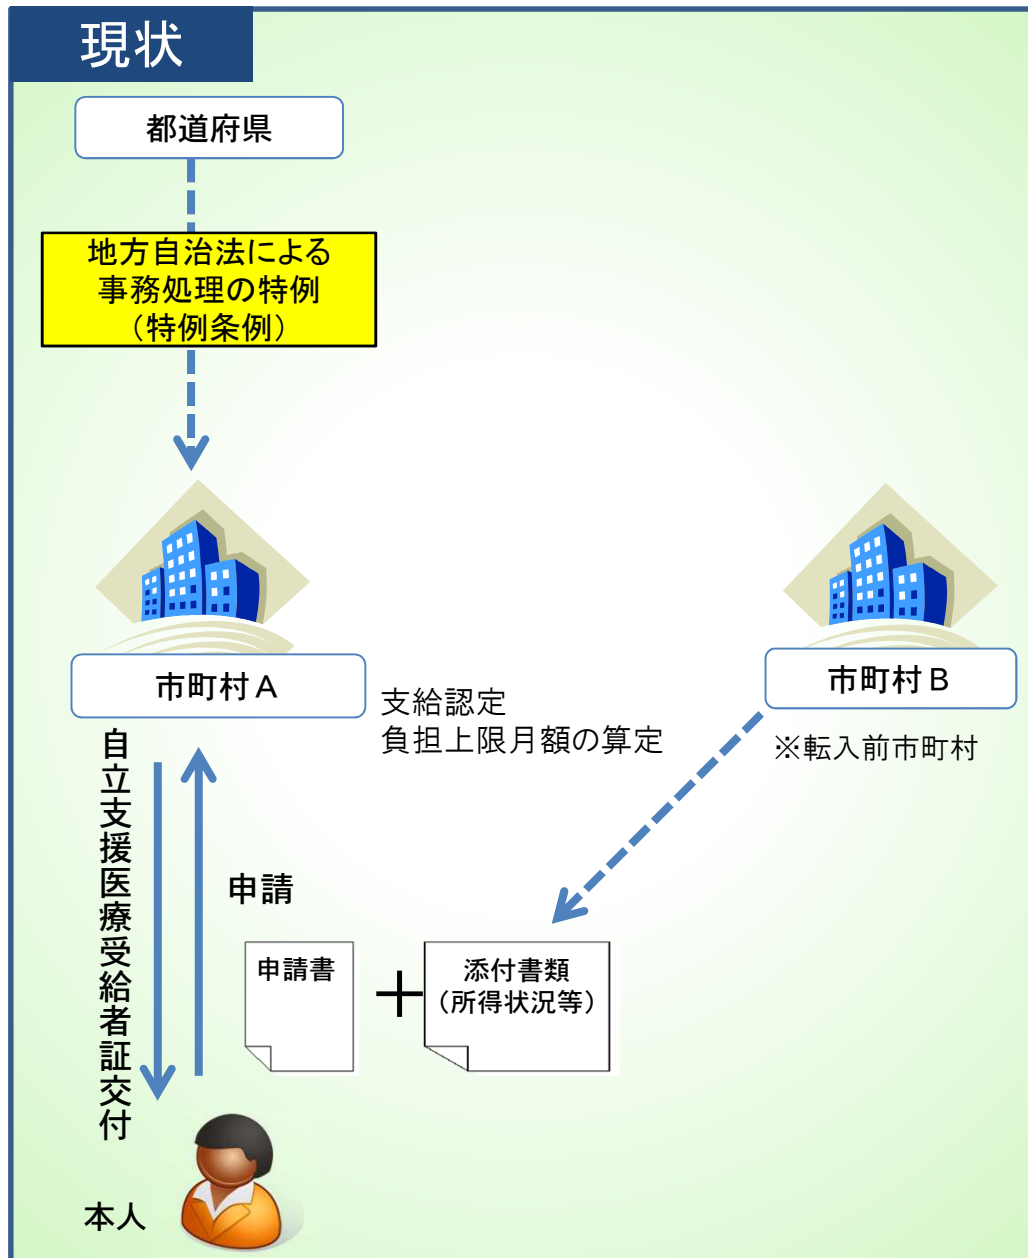 現状
都道府県
地方自治法による
事務処理の特例
（特例条例）
市町村Ａ
支給認定
負担上限月額の算定
市町村Ｂ
※転入前市町村
自立支援医療受給者証交付
申請
申請書
＋
添付書類
（所得状況等）
本人